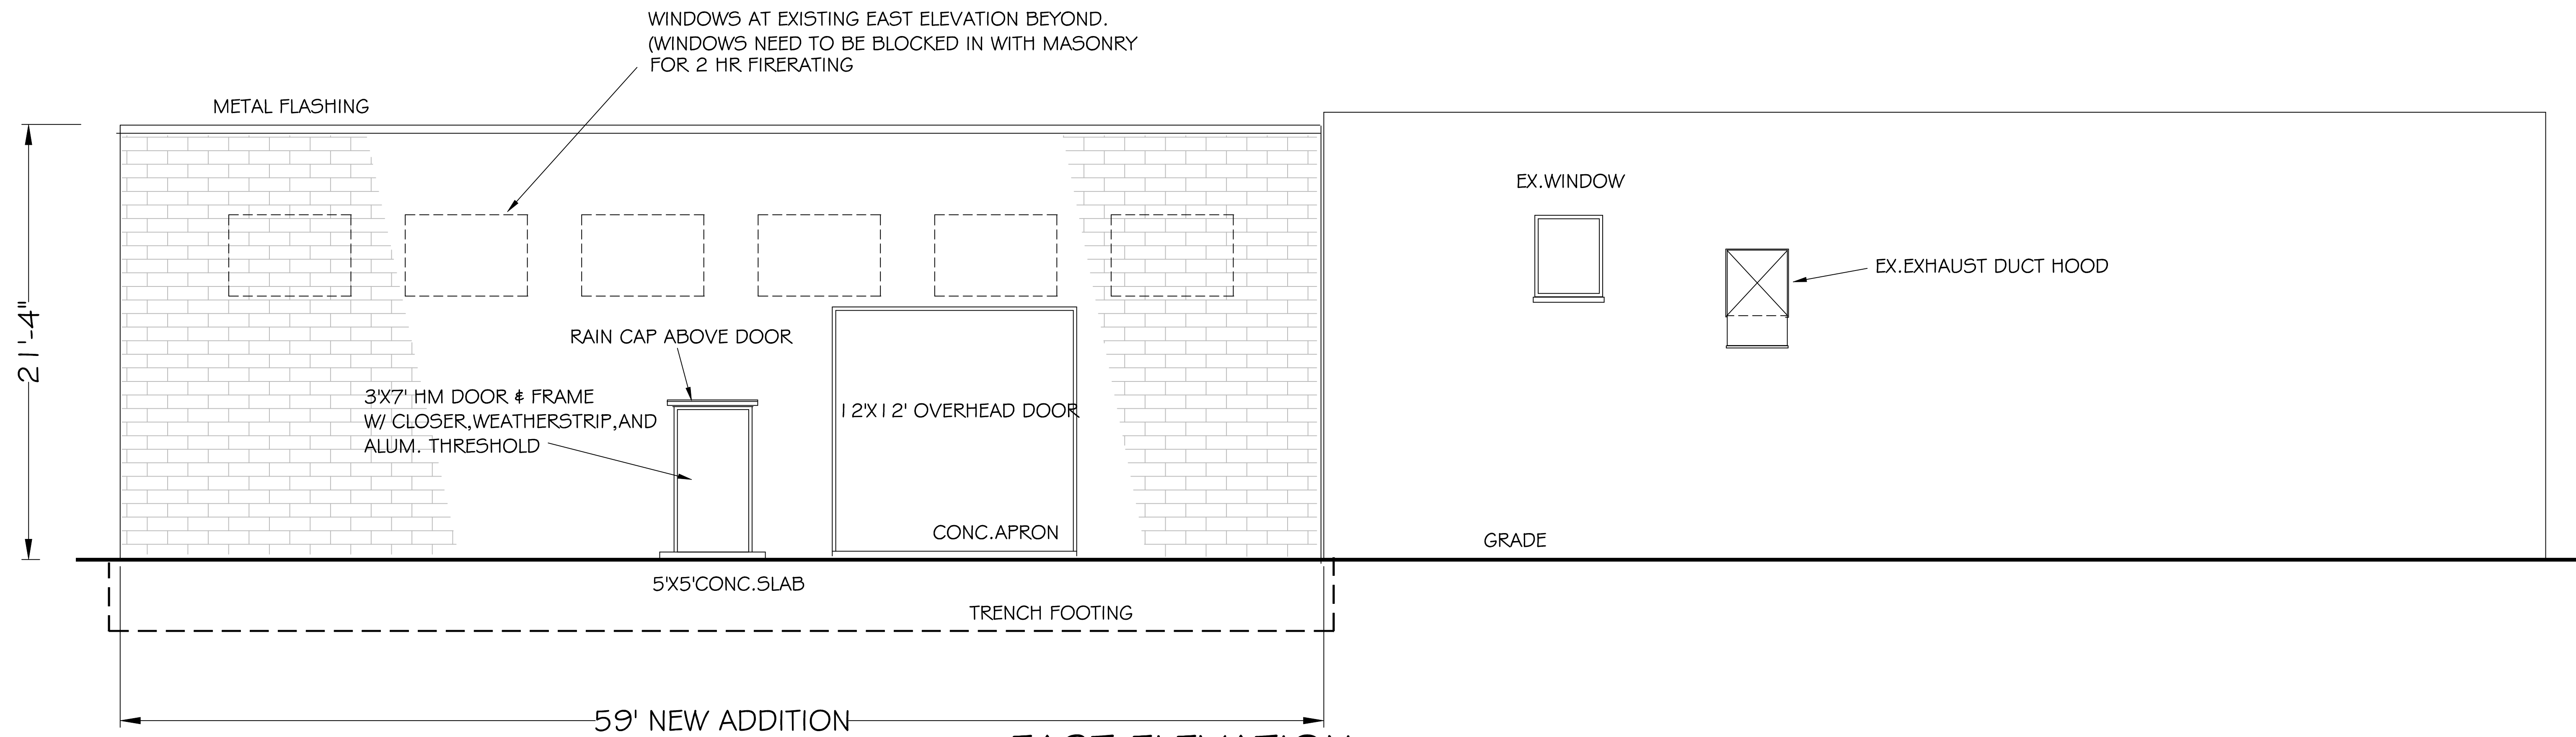 WINDOWS AT EXISTING EAST ELEVATION BEYOND.
(WINDOWS NEED TO BE BLOCKED IN WITH MASONRY
FOR 2 HR FIRERATING
METAL FLASHING
EX.WINDOW
EX.EXHAUST DUCT HOOD
21'-4"
RAIN CAP ABOVE DOOR
3'X7' HM DOOR & FRAME
W/ CLOSER,WEATHERSTRIP,AND
ALUM. THRESHOLD
12'X12' OVERHEAD DOOR
CONC.APRON
GRADE
5'X5'CONC.SLAB
TRENCH FOOTING
59' NEW ADDITION
EAST ELEVATION